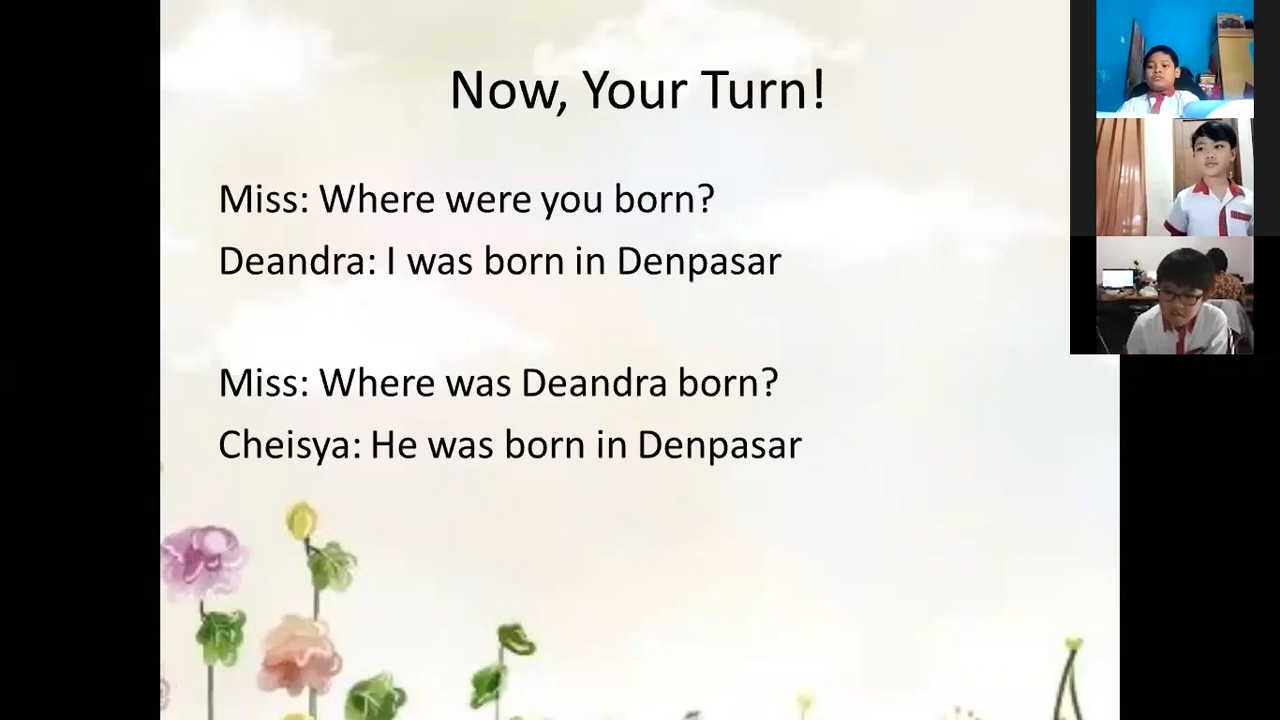 Now, Your Turn!
Miss: Where were you born?
Deandra: I was born in Denpasar
Miss: Where was Deandra born?
Cheisya: He was born in Denpasar